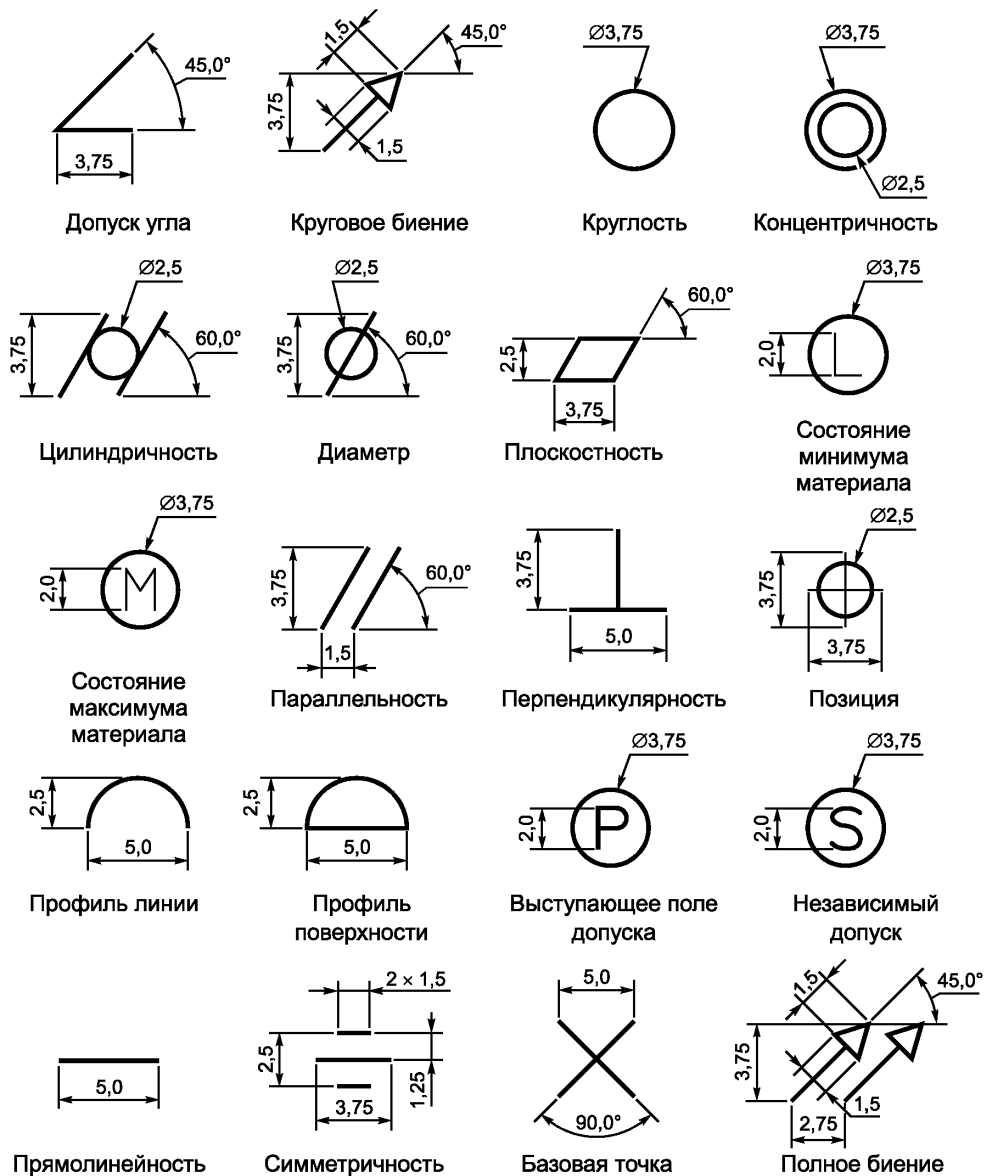 1,5
45,0°
Ø3,75
Ø3,75
45,0°
3,75
3,75
1,5
Ø2,5
Допуск угла
Круговое биение
Круглость
Концентричность
Ø2,5
Ø2,5
Ø3,75
60,0°
3,75
60,0°
3,75
60,0°
2,5
2,0
3,75
Цилиндричность
Диаметр
Плоскостность
Состояние
минимума
материала
Ø3,75
Ø2,5
2,0
M
3,75
60,0°
3,75
3,75
L
1,5
5,0
3,75
Состояние
максимума
материала
Параллельность
Перпендикулярность
Позиция
Ø3,75
Ø3,75
2,5
2,5
2,0
P
2,0
S
5,0
5,0
Профиль линии
Профиль
поверхности
Выступающее поле
допуска
Независимый
допуск
2 × 1,5
5,0
1,5
45,0°
2,5
1,25
3,75
5,0
3,75
90,0°
2,75
1,5
Прямолинейность
Симметричность
Базовая точка
Полное биение